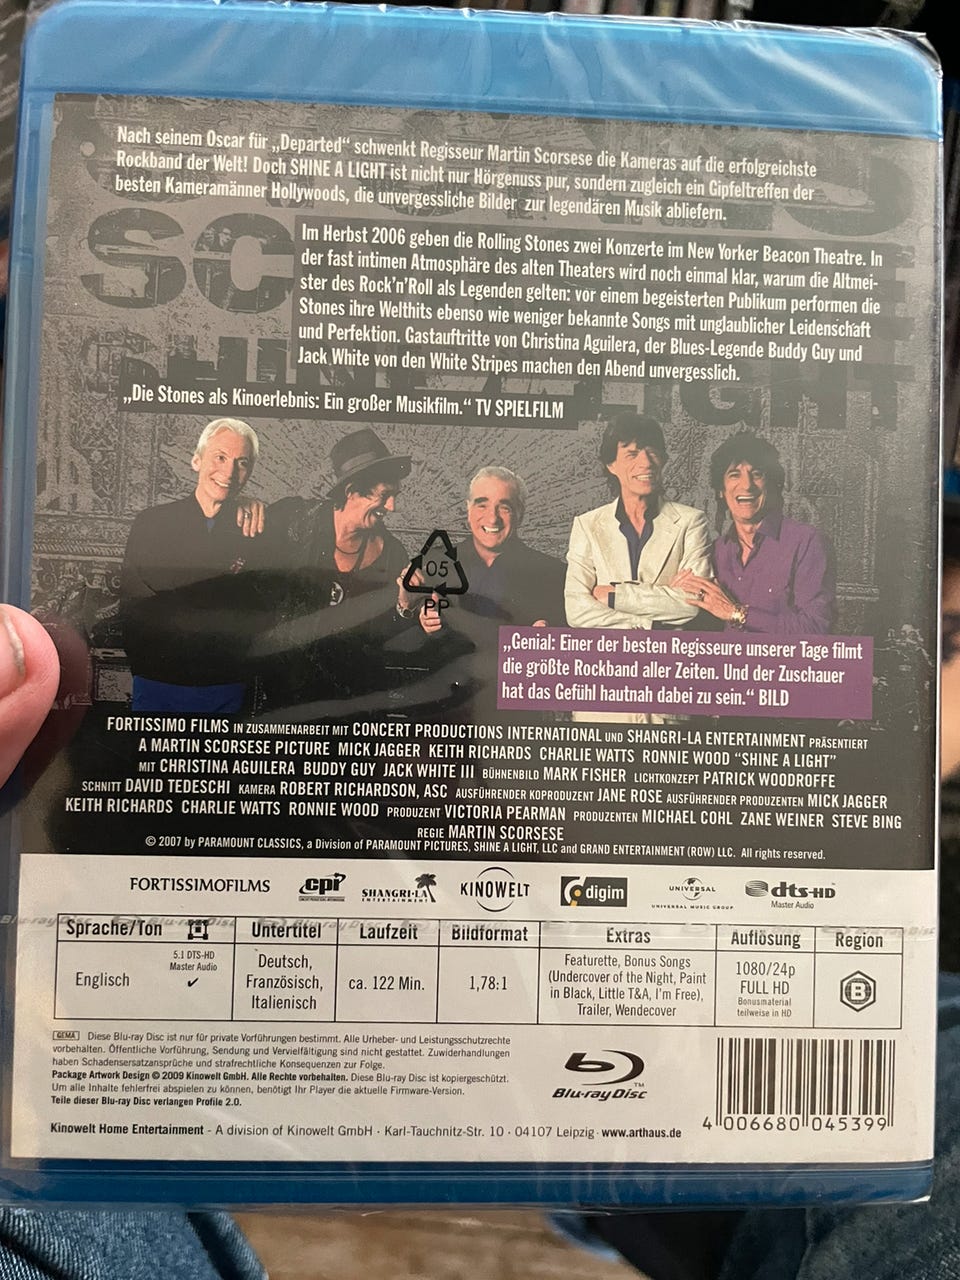 Nach seinem Oscar für „Departed“ schwenkt Regisseur Martin Scorsese die Kameras auf die erfolgreichste
Rockband der Welt! Doch SHINE A LIGHT ist nicht nur Hörgenuss pur, sondern zugleich ein Gipfeltreffen der
besten Kameramänner Hollywoods, die unvergessliche Bilder zur legendären Musik abliefern.
Im Herbst 2006 geben die Rolling Stones zwei Konzerte im New Yorker Beacon Theatre. In
der fast intimen Atmosphäre des alten Theaters wird noch einmal klar, warum die Altmei-
ster des Rock’n’Roll als Legenden gelten: vor einem begeisterten Publikum performen die
Stones ihre Welthits ebenso wie weniger bekannte Songs mit unglaublicher Leidenschaft
und Perfektion. Gastauftritte von Christina Aguilera, der Blues-Legende Buddy Guy und
Jack White von den White Stripes machen den Abend unvergesslich.
„Die Stones als Kinoerlebnis: Ein großer Musikfilm.“ TV SPIELFILM
05
PP
„Genial: Einer der besten Regisseure unserer Tage filmt
die größte Rockband aller Zeiten. Und der Zuschauer
hat das Gefühl hautnah dabei zu sein.“ BILD
FORTISSIMO FILMS IN ZUSAMMENARBEIT MIT CONCERT PRODUCTIONS INTERNATIONAL UND SHANGRI-LA ENTERTAINMENT PRÄSENTIERT
A MARTIN SCORSESE PICTURE MICK JAGGER KEITH RICHARDS CHARLIE WATTS RONNIE WOOD “SHINE A LIGHT”
MIT CHRISTINA AGUILERA BUDDY GUY JACK WHITE III BÜHNENBILD MARK FISHER LICHTKONZEPT PATRICK WOODROFFE
SCHNITT DAVID TEDESCHI KAMERA ROBERT RICHARDSON, ASC AUSFÜHRENDER KOPRODUZENT JANE ROSE AUSFÜHRENDER PRODUZENTEN MICK JAGGER
KEITH RICHARDS CHARLIE WATTS RONNIE WOOD PRODUZENT VICTORIA PEARMAN PRODUZENTEN MICHAEL COHL ZANE WEINER STEVE BING
REGIE MARTIN SCORSESE
© 2007 by PARAMOUNT CLASSICS, a Division of PARAMOUNT PICTURES, SHINE A LIGHT, LLC and GRAND ENTERTAINMENT (ROW) LLC. All rights reserved.
FORTISSIMOFILMS cpi SHANGRI-LA ENTERTAINMENT KINOWELT digim UNIVERSAL UNIVERSAL MUSIC GROUP dts-HD Master Audio
Sprache/Ton Untertitel Laufzeit Bildformat Extras Auflösung Region
Englisch
5.1 DTS-HD
Master Audio
✓
Deutsch,
Französisch,
Italienisch
ca. 122 Min.
1,78:1
Featurette, Bonus Songs
(Undercover of the Night, Paint
in Black, Little T&A, I'm Free),
Trailer, Wendecover
1080/24p
FULL HD
Bonusmaterial
teilweise in HD
B
GEMA Diese Blu-ray Disc ist nur für private Vorführungen bestimmt. Alle Urheber- und Leistungsschutzrechte
vorbehalten. Öffentliche Vorführung, Sendung und Vervielfältigung sind nicht gestattet. Zuwiderhandlungen
haben Schadensersatzansprüche und strafrechtliche Konsequenzen zur Folge.
Package Artwork Design © 2009 Kinowelt GmbH. Alle Rechte vorbehalten. Diese Blu-ray Disc ist kopiergeschützt.
Um alle Inhalte fehlerfrei abspielen zu können, benötigt Ihr Player die aktuelle Firmware-Version.
Teile dieser Blu-ray Disc verlangen Profile 2.0.
Blu-ray Disc TM
4 006680 045399
Kinowelt Home Entertainment - A division of Kinowelt GmbH · Karl-Tauchnitz-Str. 10 · 04107 Leipzig · www.arthaus.de